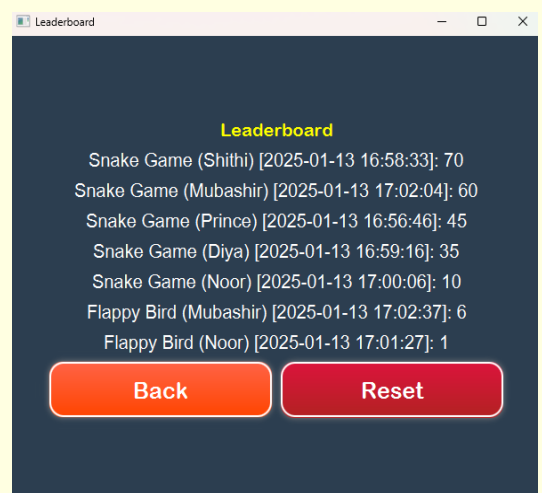 Leaderboard
Leaderboard
Snake Game (Shithi) [2025-01-13 16:58:33]: 70
Snake Game (Mubashir) [2025-01-13 17:02:04]: 60
Snake Game (Prince) [2025-01-13 16:56:46]: 45
Snake Game (Diya) [2025-01-13 16:59:16]: 35
Snake Game (Noor) [2025-01-13 17:00:06]: 10
Flappy Bird (Mubashir) [2025-01-13 17:02:37]: 6
Flappy Bird (Noor) [2025-01-13 17:01:27]: 1
Back Reset